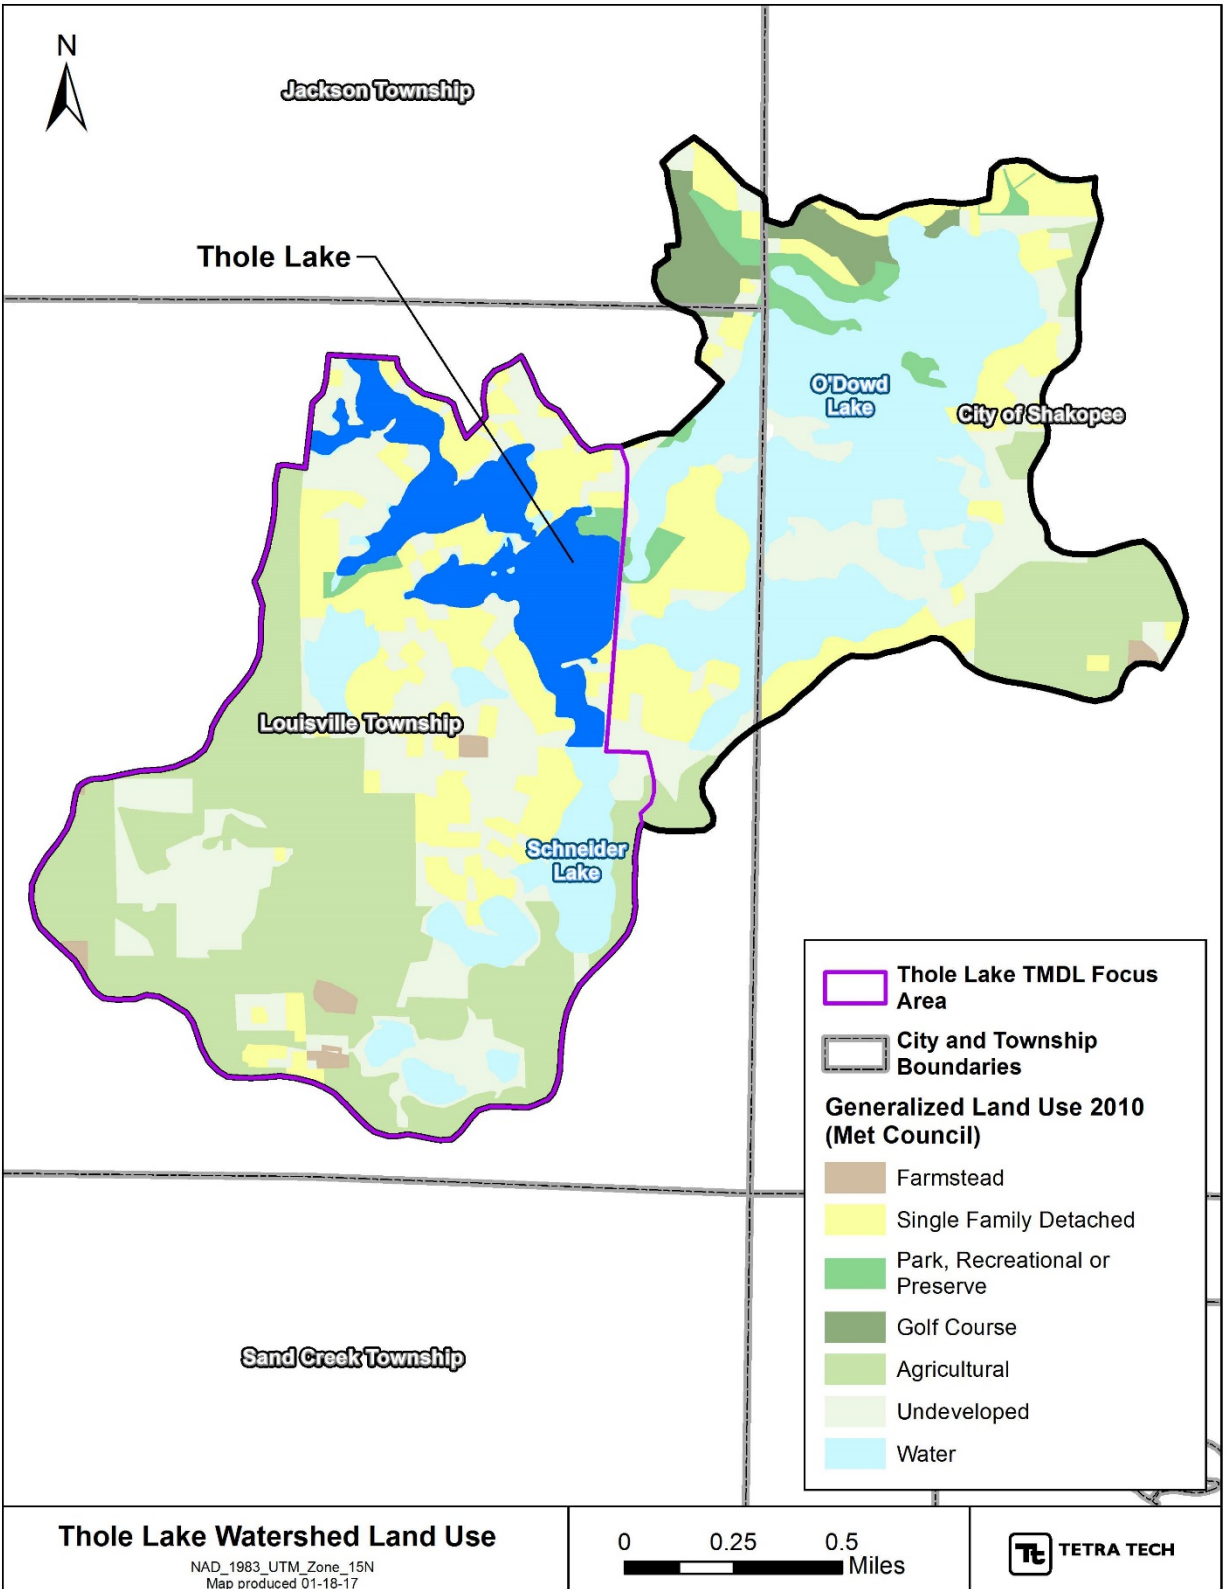 N
Jackson Township
Thole Lake
O'Dowd
Lake
City of Shakopee
Louisville Township
Schneider
Lake
Sand Creek Township
Thole Lake TMDL Focus
Area
City and Township
Boundaries
Generalized Land Use 2010
(Met Council)
Farmstead
Single Family Detached
Park, Recreational or
Preserve
Golf Course
Agricultural
Undeveloped
Water
Thole Lake Watershed Land Use
NAD_1983_UTM_Zone_15N
Map produced 01-18-17
0 0.25 0.5
Miles
Tt TETRA TECH